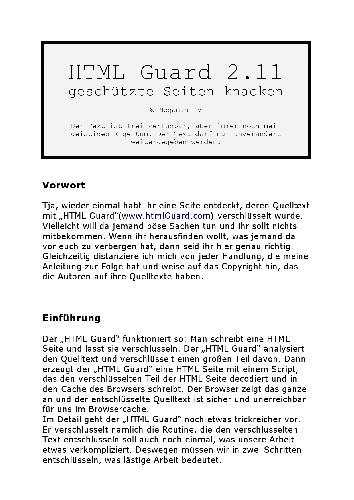 HTML Guard 2.11
geschützte Seiten knacken
Vorwort
Tja, wieder einmal habt ihr eine Seite entdeckt, deren Quelltext
mit „HTML Guard"(www.htmlGuard.com) verschlüsselt wurde.
Vielleicht will da jemand böse Sachen tun und ihr sollt nichts
mitbekommen. Wenn ihr herausfinden wollt, was jemand da
vor euch zu verbergen hat, dann seid ihr hier genau richtig.
Gleichzeitig distanziere ich mich von jeder Handlung, die meine
Anleitung zur Folge hat und weise auf das Copyright hin, das
die Autoren auf ihre Quelltexte haben.
Einführung
Der „HTML Guard" funktioniert so: Man schreibt eine HTML
Seite und lässt sie verschlüsseln. Der „HTML Guard" analysiert
den Quelltext und verschlüsselt einen großen Teil davon. Dann
erzeugt der „HTML Guard" eine HTML Seite mit einem Script,
das den verschlüsselten Teil der HTML Seite decodiert und in
den Cache des Browsers schreibt. Der Browser zeigt das ganze
an und der entschlüsselte Quelltext ist sicher und unerreichbar
für uns im Browsercache.
Im Detail geht der „HTML Guard" noch etwas trickreicher vor.
Er verschlüsselt nämlich die Routine, die den verschlüsselten
Text entschlüsseln soll auch noch einmal, was unsere Arbeit
etwas verkompliziert. Deswegen müssen wir in zwei Schritten
entschlüsseln, was lästige Arbeit bedeutet.